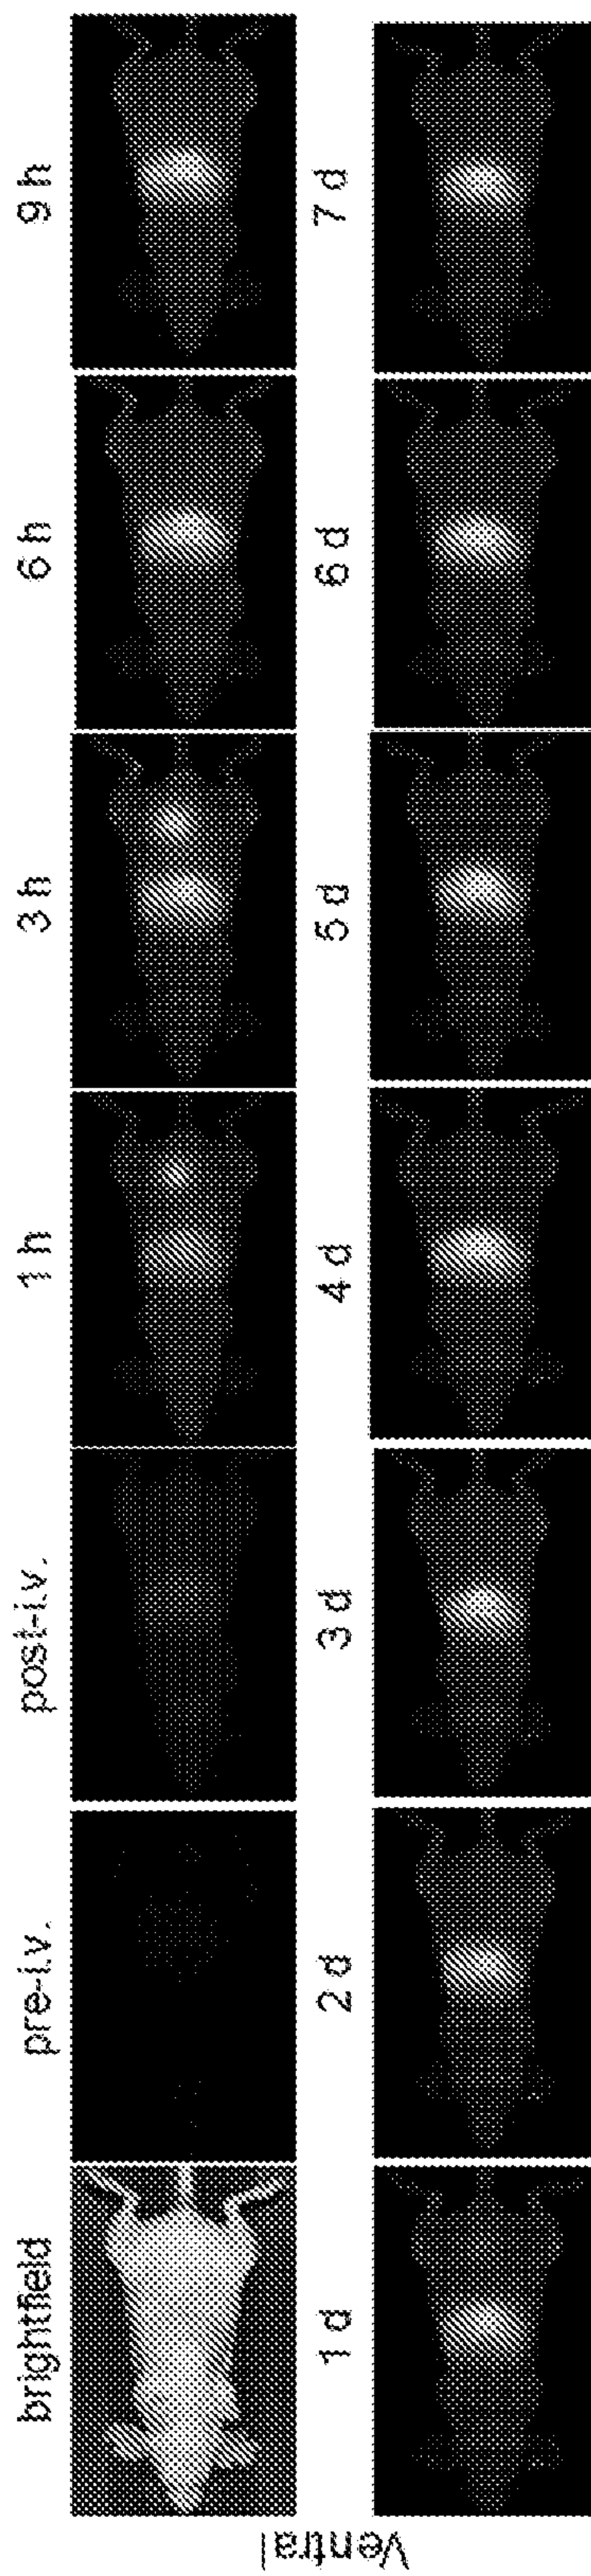 brightfield
pre-i.v.
post-i.v.
1 h
3 h
6 h
9 h
Ventral
1 d
2 d
3 d
4 d
5 d
6 d
7 d